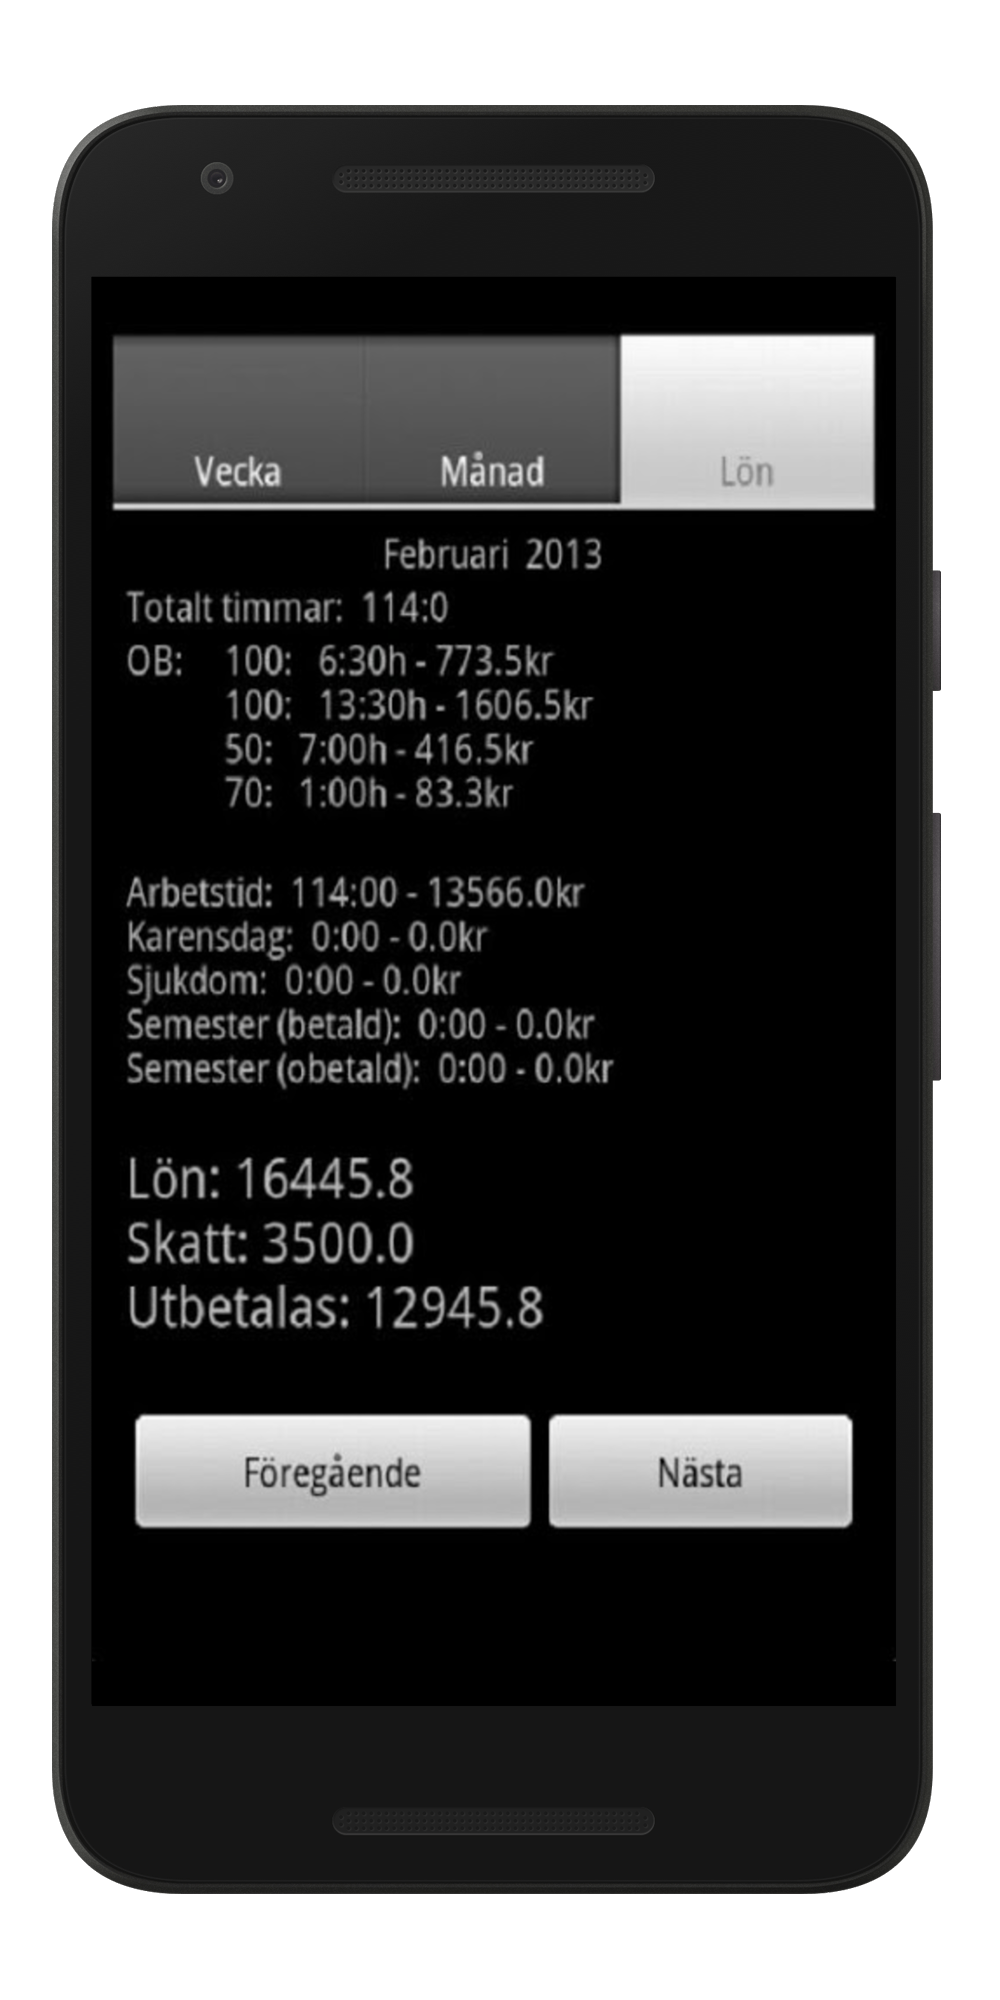 Vecka Månad Lön
Februari 2013
Totalt timmar: 114:0
OB: 100: 6:30h - 773.5kr
100: 13:30h - 1606.5kr
50: 7:00h - 416.5kr
70: 1:00h - 83.3kr
Arbetstid: 114:00 - 13566.0kr
Karensdag: 0:00 - 0.0kr
Sjukdom: 0:00 - 0.0kr
Semester (betald): 0:00 - 0.0kr
Semester (obetald): 0:00 - 0.0kr
Lön: 16445.8
Skatt: 3500.0
Utbetalas: 12945.8
Föregående Nästa